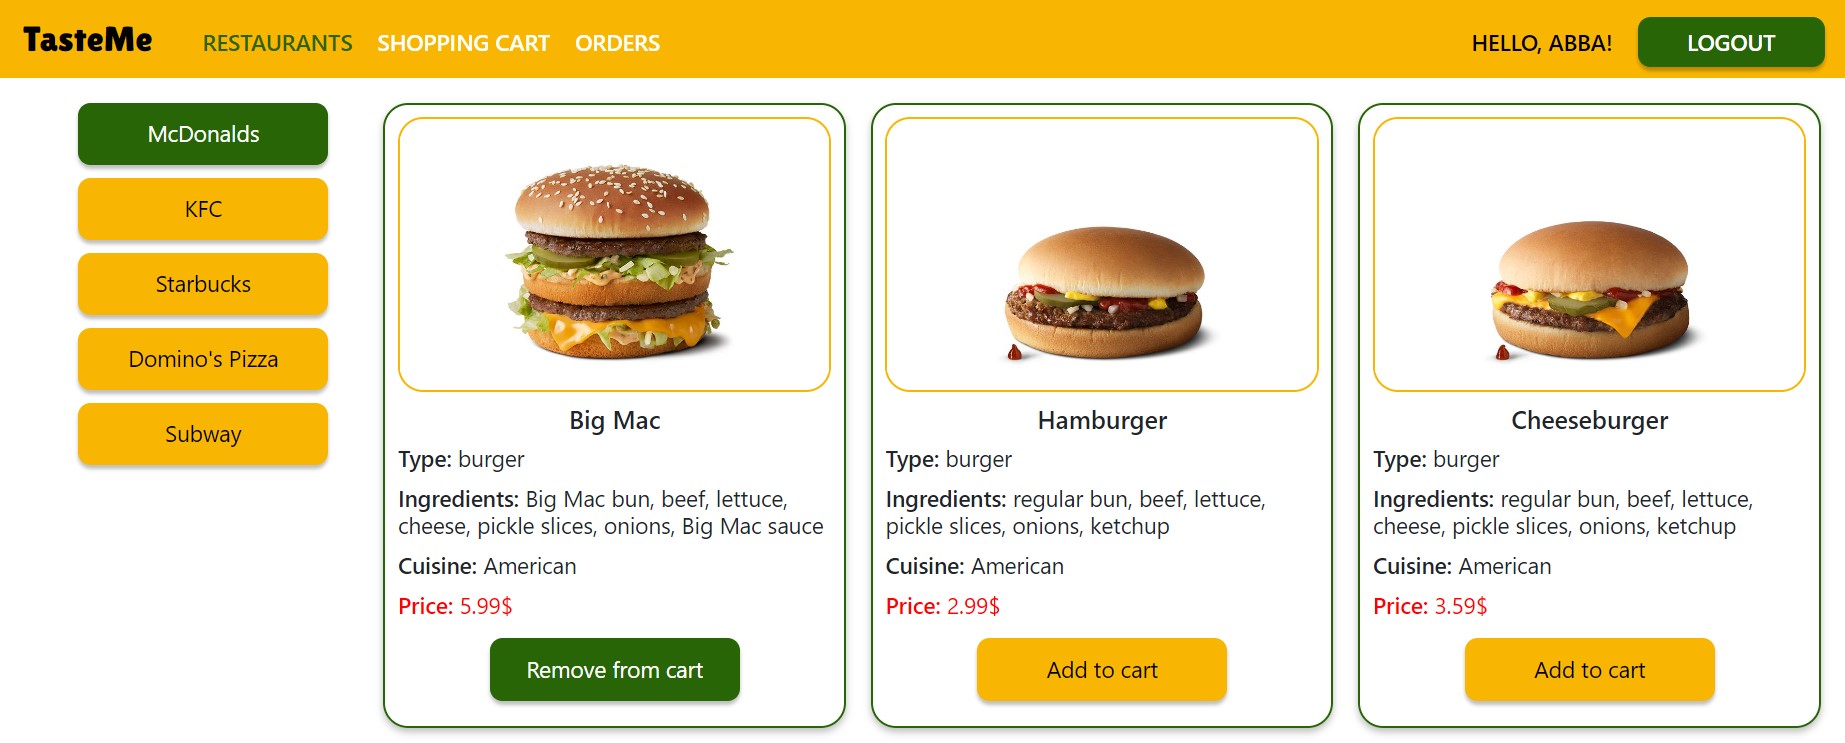 TasteMe
RESTAURANTS
SHOPPING CART
ORDERS
HELLO, ABBA!
LOGOUT
McDonalds
KFC
Starbucks
Domino's Pizza
Subway
Big Mac
Type: burger
Ingredients: Big Mac bun, beef, lettuce,
cheese, pickle slices, onions, Big Mac sauce
Cuisine: American
Price: 5.99$
Remove from cart
Hamburger
Type: burger
Ingredients: regular bun, beef, lettuce,
pickle slices, onions, ketchup
Cuisine: American
Price: 2.99$
Add to cart
Cheeseburger
Type: burger
Ingredients: regular bun, beef, lettuce,
cheese, pickle slices, onions, ketchup
Cuisine: American
Price: 3.59$
Add to cart